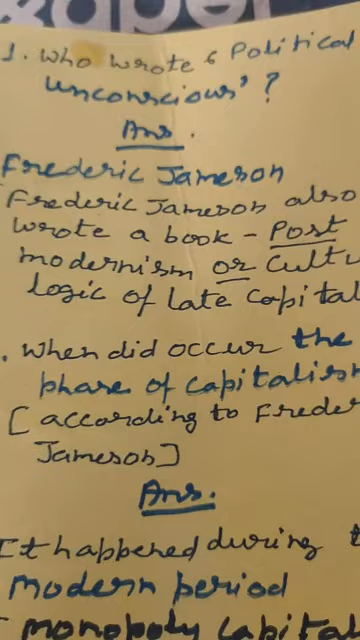 1. Who wrote 'Political
unconscious'?
Ans.
Frederic Jameson
Frederic Jameson also
wrote a book - Post
modernism or Cultu
logic of late capital
. When did occur the
phase of capitalism
[according to Freder
Jameson]
Ans.
It happened during t
modern period
[monopoly capital